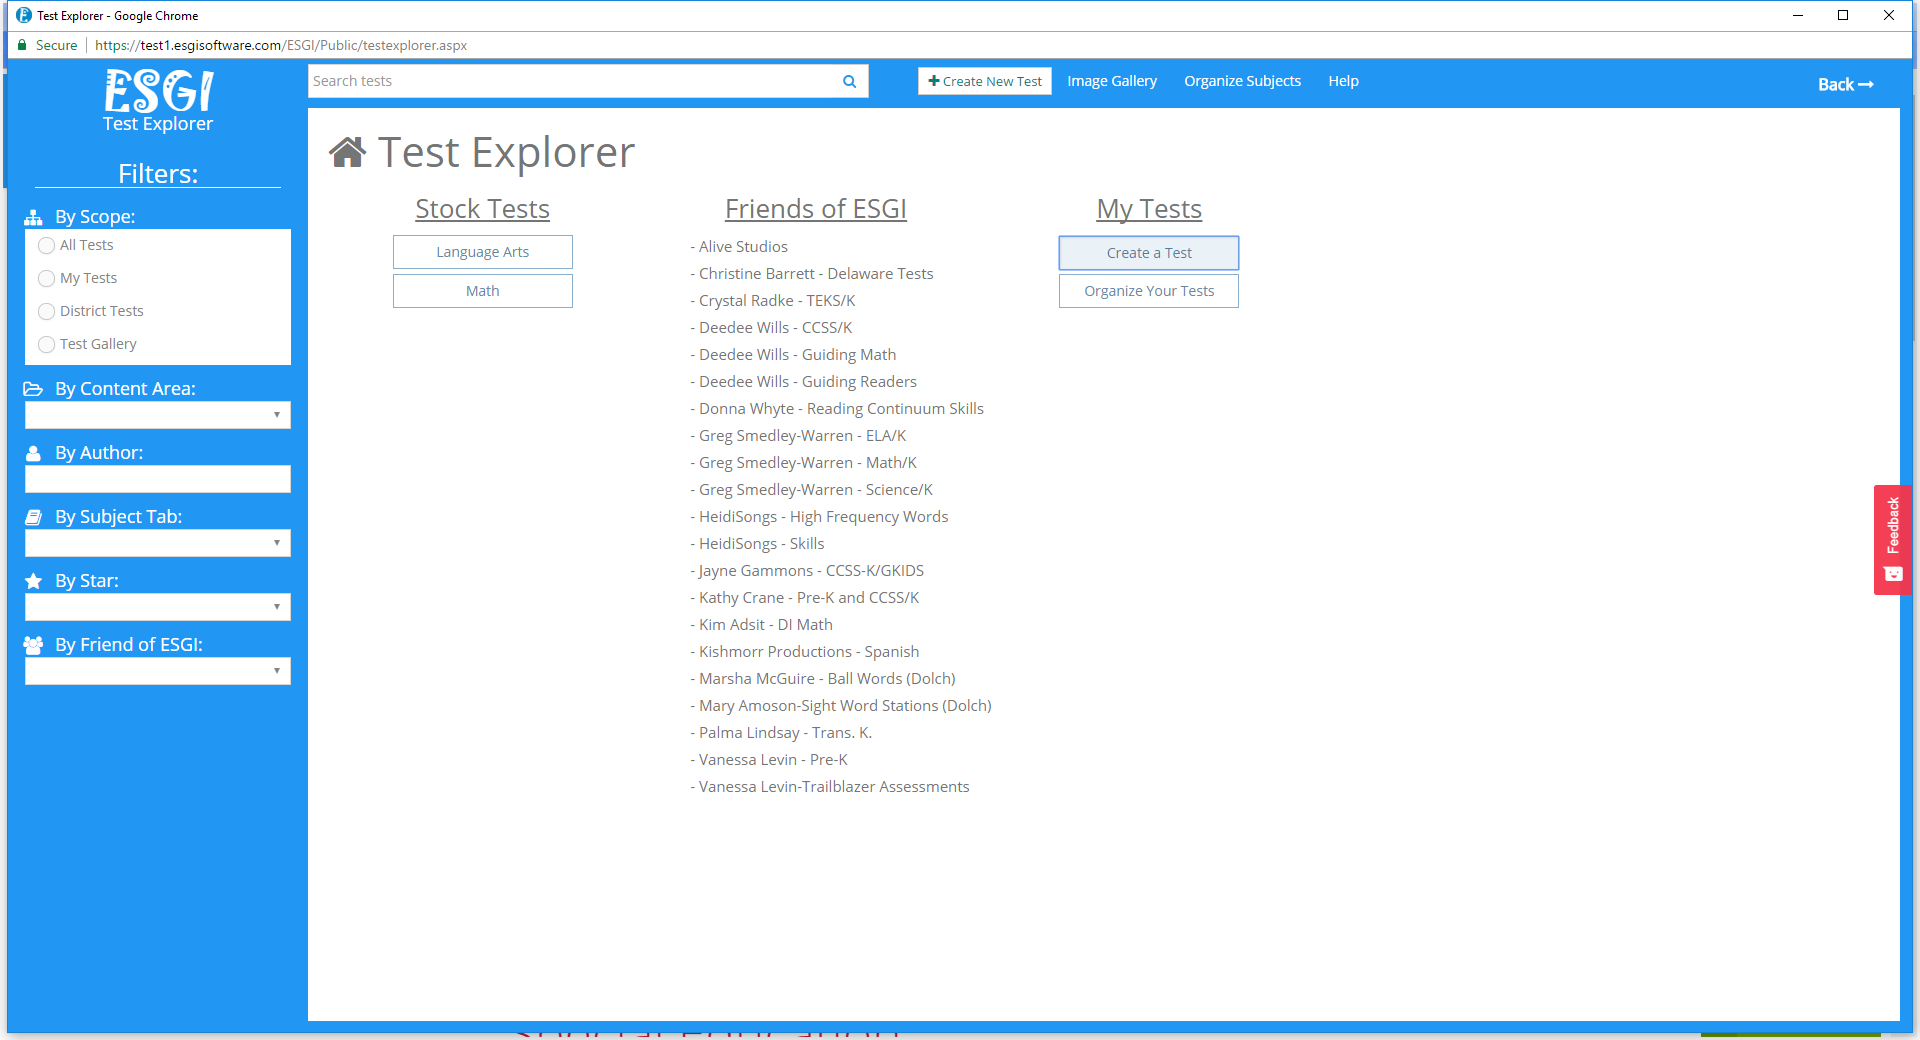 Test Explorer - Google Chrome
Secure https://test1.esgisoftware.com/ESGI/Public/testexplorer.aspx
ESGI
Test Explorer
Search tests
Create New Test
Image Gallery
Organize Subjects
Help
Back
Filters:
By Scope:
All Tests
My Tests
District Tests
Test Gallery
By Content Area:
By Author:
By Subject Tab:
By Star:
By Friend of ESGI:
Test Explorer
Stock Tests
Language Arts
Math
Friends of ESGI
- Alive Studios
- Christine Barrett - Delaware Tests
- Crystal Radke - TEKS/K
- Deedee Wills - CCSS/K
- Deedee Wills - Guiding Math
- Deedee Wills - Guiding Readers
- Donna Whyte - Reading Continuum Skills
- Greg Smedley-Warren - ELA/K
- Greg Smedley-Warren - Math/K
- Greg Smedley-Warren - Science/K
- HeidiSongs - High Frequency Words
- HeidiSongs - Skills
- Jayne Gammons - CCSS-K/GKIDS
- Kathy Crane - Pre-K and CCSS/K
- Kim Adsit - DI Math
- Kishmorr Productions - Spanish
- Marsha McGuire - Ball Words (Dolch)
- Mary Amoson-Sight Word Stations (Dolch)
- Palma Lindsay - Trans. K.
- Vanessa Levin - Pre-K
- Vanessa Levin-Trailblazer Assessments
My Tests
Create a Test
Organize Your Tests
Feedback